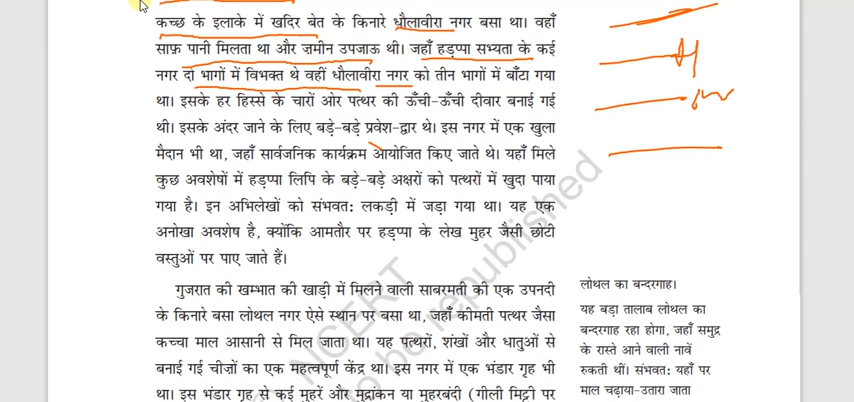 कच्छ के इलाके में खदिर बेत के किनारे धौलावीरा नगर बसा था। वहाँ
साफ़ पानी मिलता था और ज़मीन उपजाऊ थी। जहाँ हड़प्पा सभ्यता के कई
नगर दो भागों में विभक्त थे वहीं धौलावीरा नगर को तीन भागों में बाँटा गया
था। इसके हर हिस्से के चारों ओर पत्थर की ऊँची-ऊँची दीवार बनाई गई
थी। इसके अंदर जाने के लिए बड़े-बड़े प्रवेश-द्वार थे। इस नगर में एक खुला
मैदान भी था, जहाँ सार्वजनिक कार्यक्रम आयोजित किए जाते थे। यहाँ मिले
कुछ अवशेषों में हड़प्पा लिपि के बड़े-बड़े अक्षरों को पत्थरों में खुदा पाया
गया है। इन अभिलेखों को संभवत: लकड़ी में जड़ा गया था। यह एक
अनोखा अवशेष है, क्योंकि आमतौर पर हड़प्पा के लेख मुहर जैसी छोटी
वस्तुओं पर पाए जाते हैं।
गुजरात की खम्भात की खाड़ी में मिलने वाली साबरमती की एक उपनदी
के किनारे बसा लोथल नगर ऐसे स्थान पर बसा था, जहाँ कीमती पत्थर जैसा
कच्चा माल आसानी से मिल जाता था। यह पत्थरों, शंखों और धातुओं से
बनाई गई चीजों का एक महत्वपूर्ण केंद्र था। इस नगर में एक भंडार गृह भी
था। इस भंडार गृह से कई मुहरें और मुद्रांकन या मुहरबंदी (गीली मिट्टी पर
लोथल का बन्दरगाह।
यह बड़ा तालाब लोथल का
बन्दरगाह रहा होगा, जहाँ समुद्र
के रास्ते आने वाली नावें
रुकती थीं। संभवत: यहाँ पर
माल चढ़ाया-उतारा जाता
NCERT
to be republished